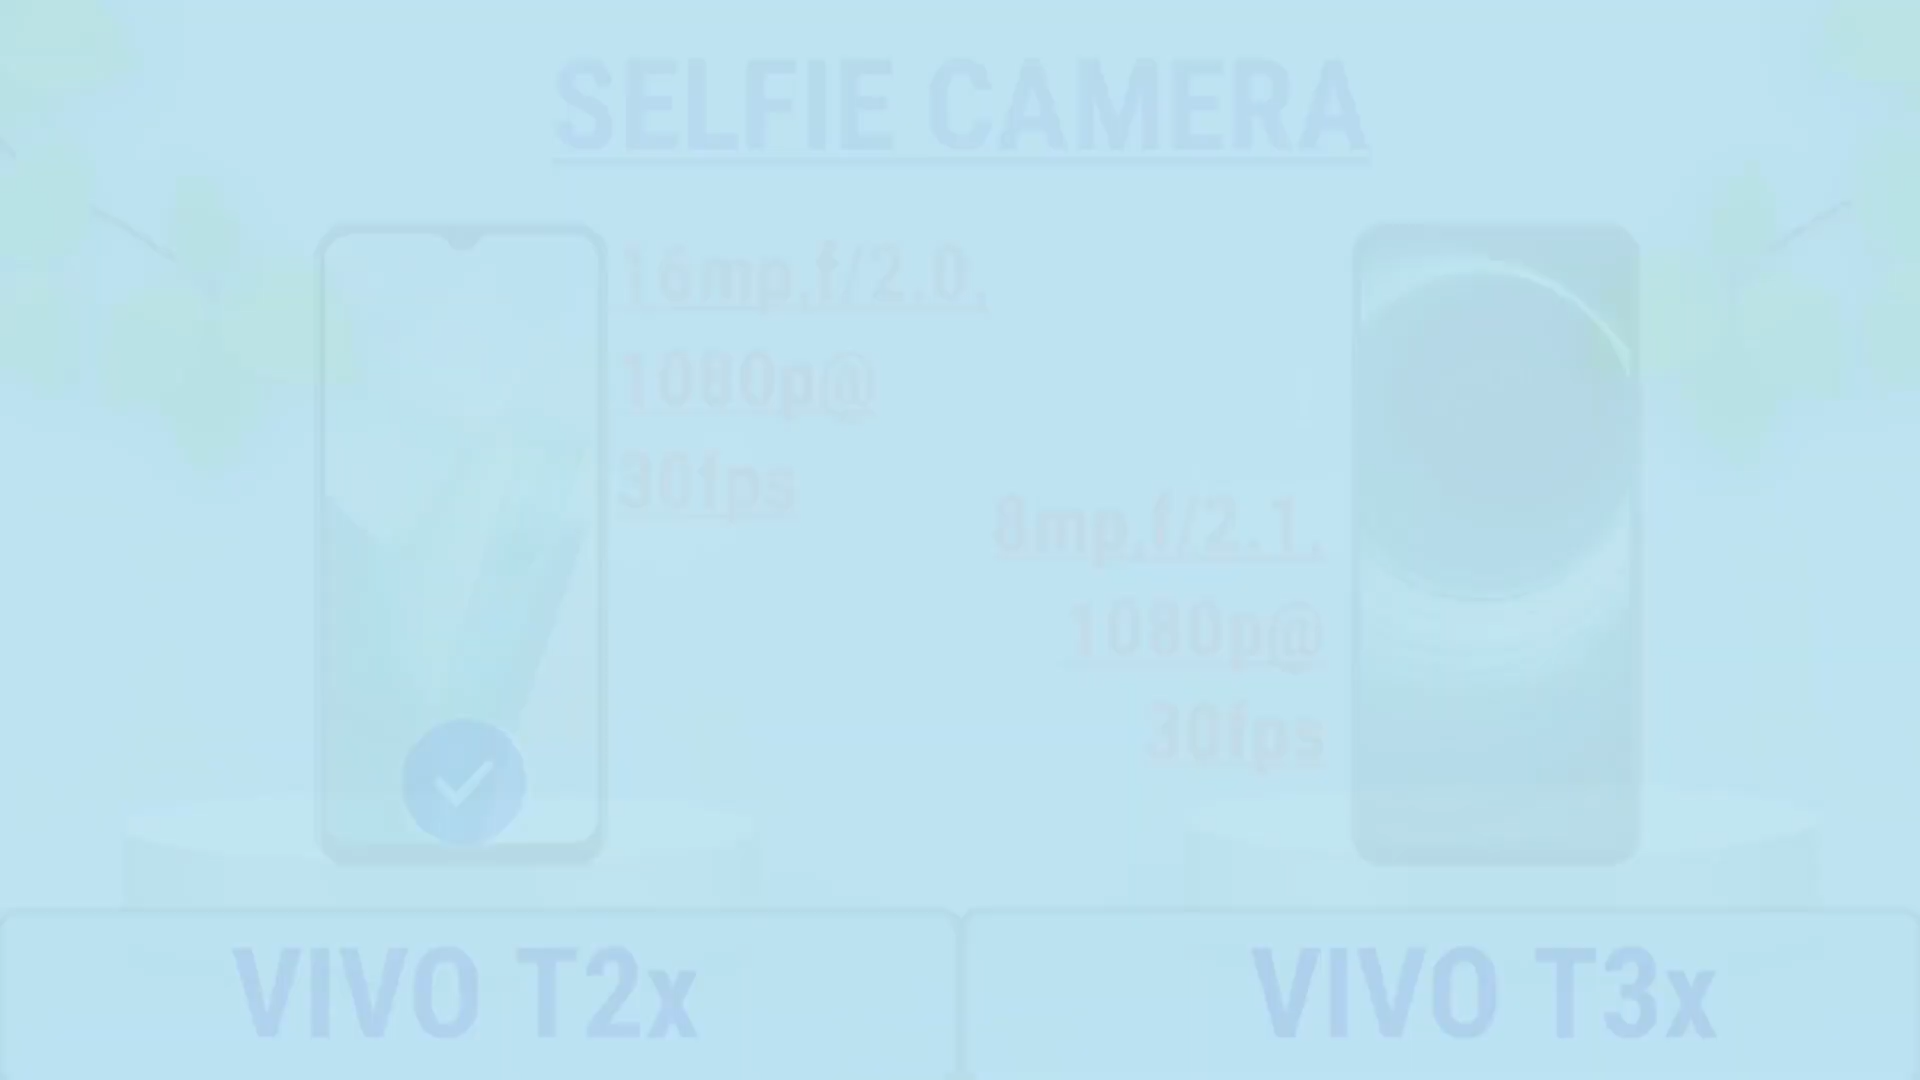 SELFIE CAMERA
16mp,f/2.0,
1080p@
30fps
8mp,f/2.1,
1080p@
30fps
VIVO T2x
VIVO T3x